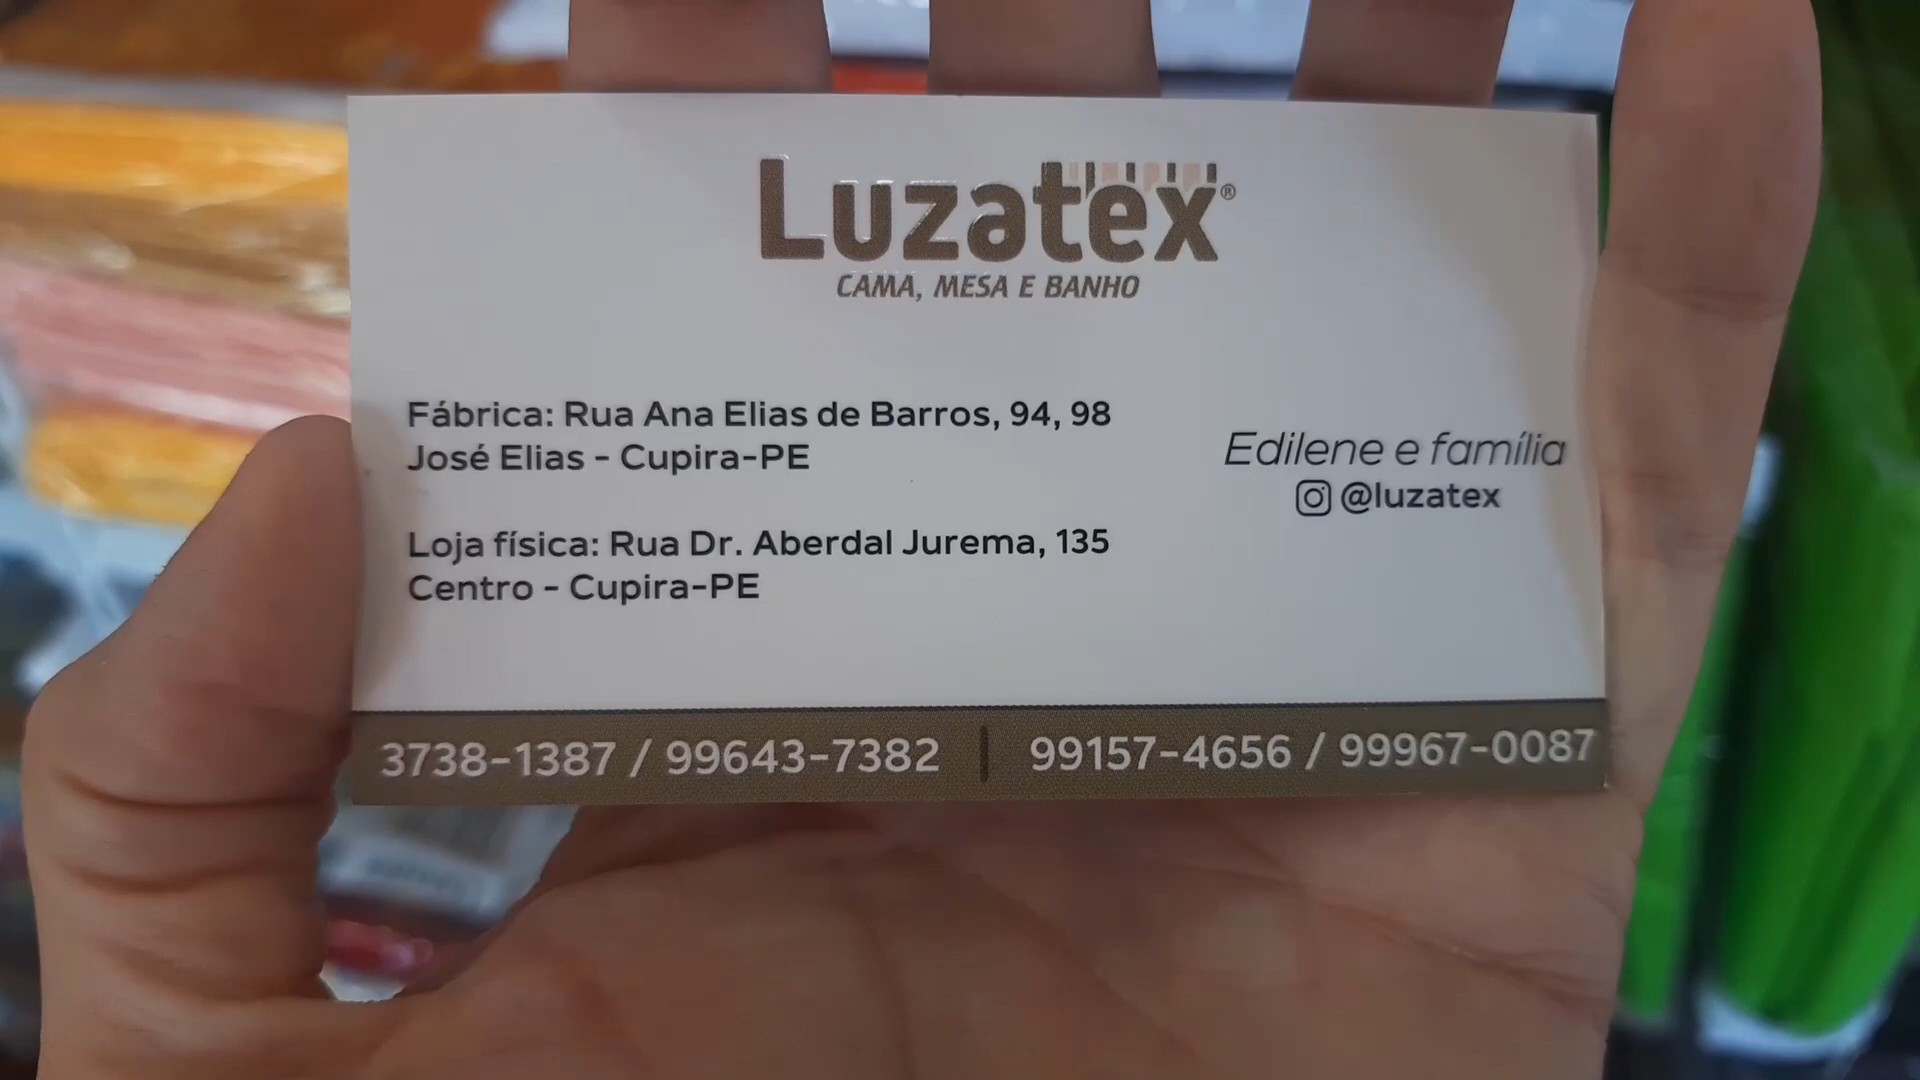 Luzatex®
CAMA, MESA E BANHO
Fábrica: Rua Ana Elias de Barros, 94, 98
José Elias - Cupira-PE
Loja física: Rua Dr. Aberdal Jurema, 135
Centro - Cupira-PE
Edilene e família
@luzatex
3738-1387 / 99643-7382 | 99157-4656 / 99967-0087